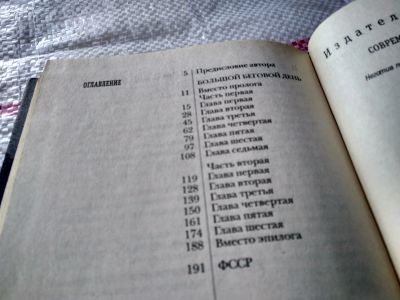 ОГЛАВЛЕНИЕ
5 Предисловие автора
БОЛЬШОЙ БЕГОВОЙ ДЕНЬ
11 Вместо пролога
Часть первая
15 Глава первая
28 Глава вторая
45 Глава третья
62 Глава четвертая
79 Глава пятая
97 Глава шестая
108 Глава седьмая
Часть вторая
119 Глава первая
128 Глава вторая
139 Глава третья
150 Глава четвертая
161 Глава пятая
174 Глава шестая
188 Вместо эпилога
191 ФССР
Издател
СОВРЕМ